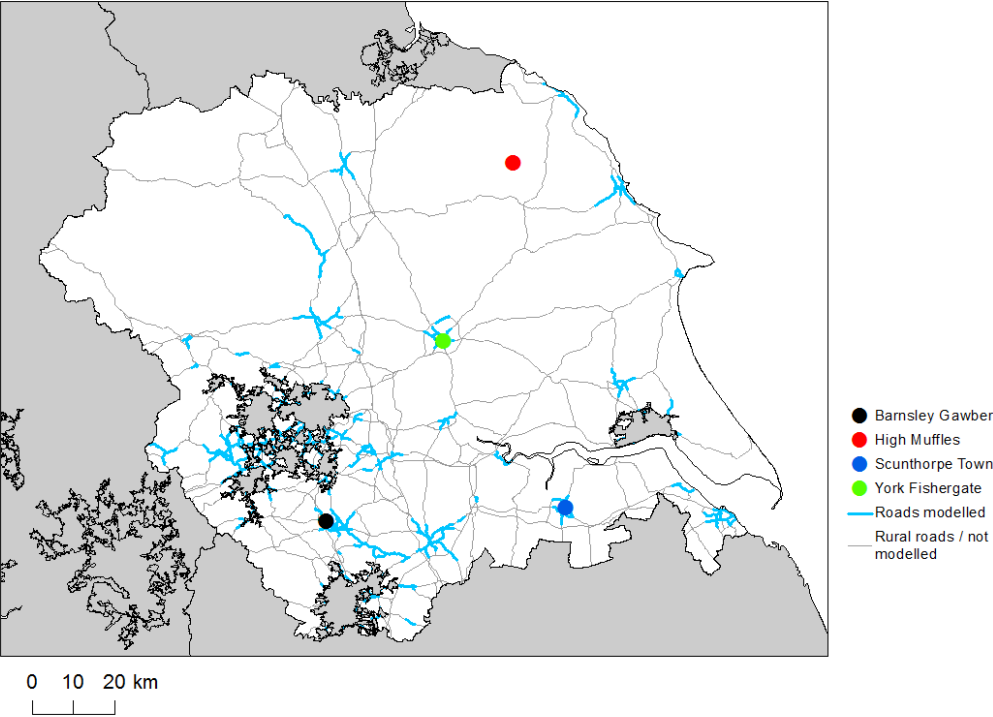 Barnsley Gawber
High Muffles
Scunthorpe Town
York Fishergate
Roads modelled
Rural roads / not
modelled
0 10 20 km